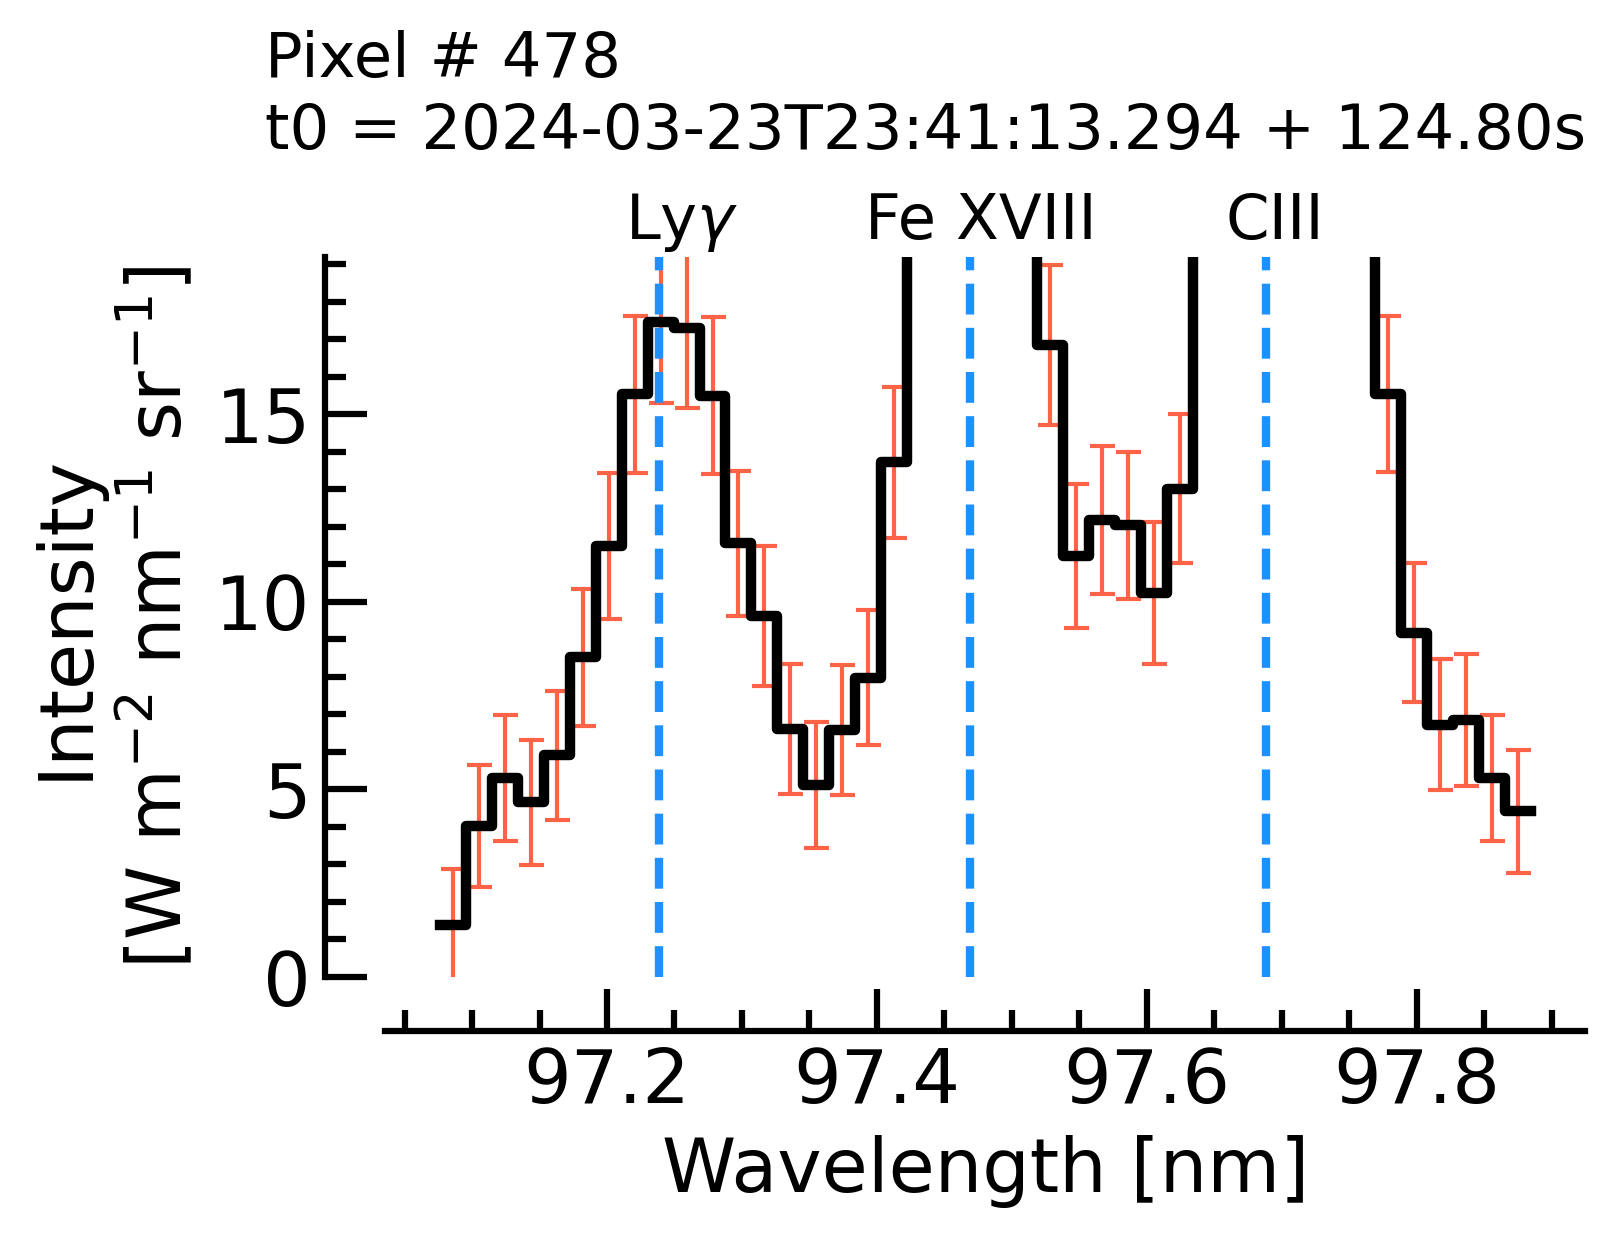 Pixel # 478
t0 = 2024-03-23T23:41:13.294 + 124.80s
Lyγ Fe XVIII CIII
Intensity
[W m⁻² nm⁻¹ sr⁻¹]
15
10
5
0
97.2 97.4 97.6 97.8
Wavelength [nm]